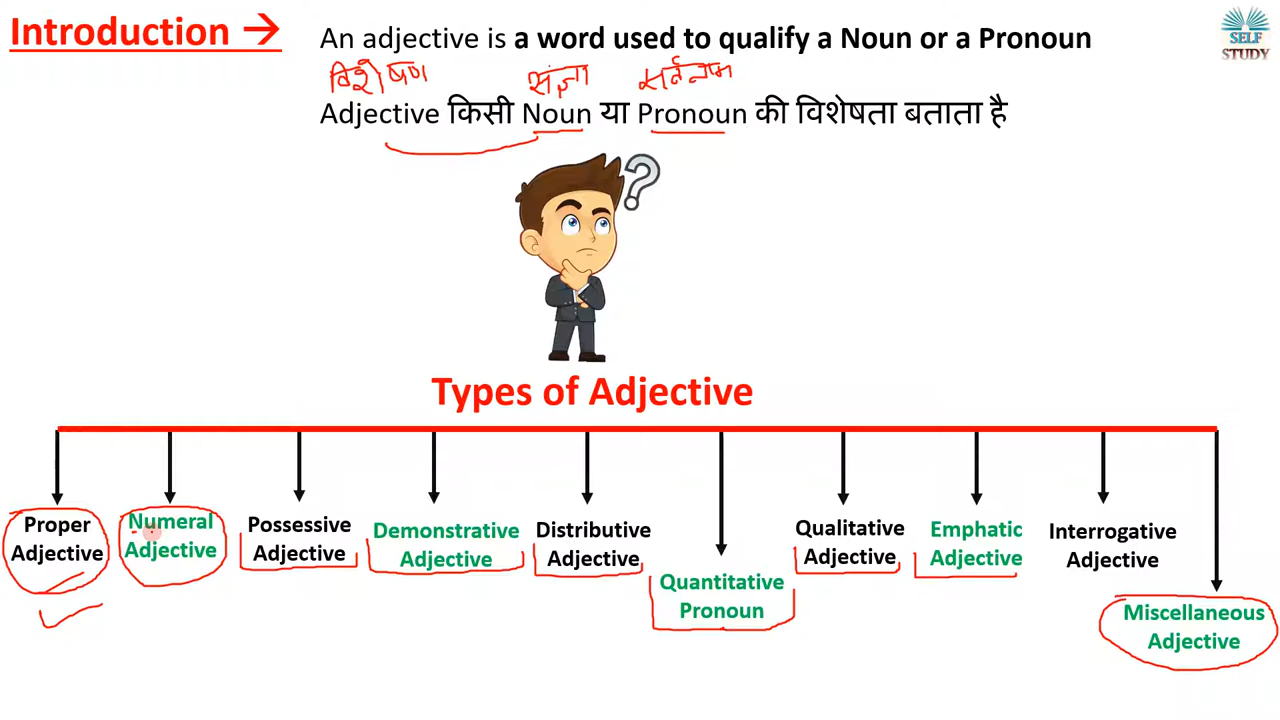 Introduction →
An adjective is a word used to qualify a Noun or a Pronoun
SELF
STUDY
विशेषण संज्ञा सर्वनाम
Adjective किसी Noun या Pronoun की विशेषता बताता है
?
Types of Adjective
Proper
Adjective
Numeral
Adjective
Possessive
Adjective
Demonstrative
Adjective
Distributive
Adjective
Quantitative
Pronoun
Qualitative
Adjective
Emphatic
Adjective
Interrogative
Adjective
Miscellaneous
Adjective